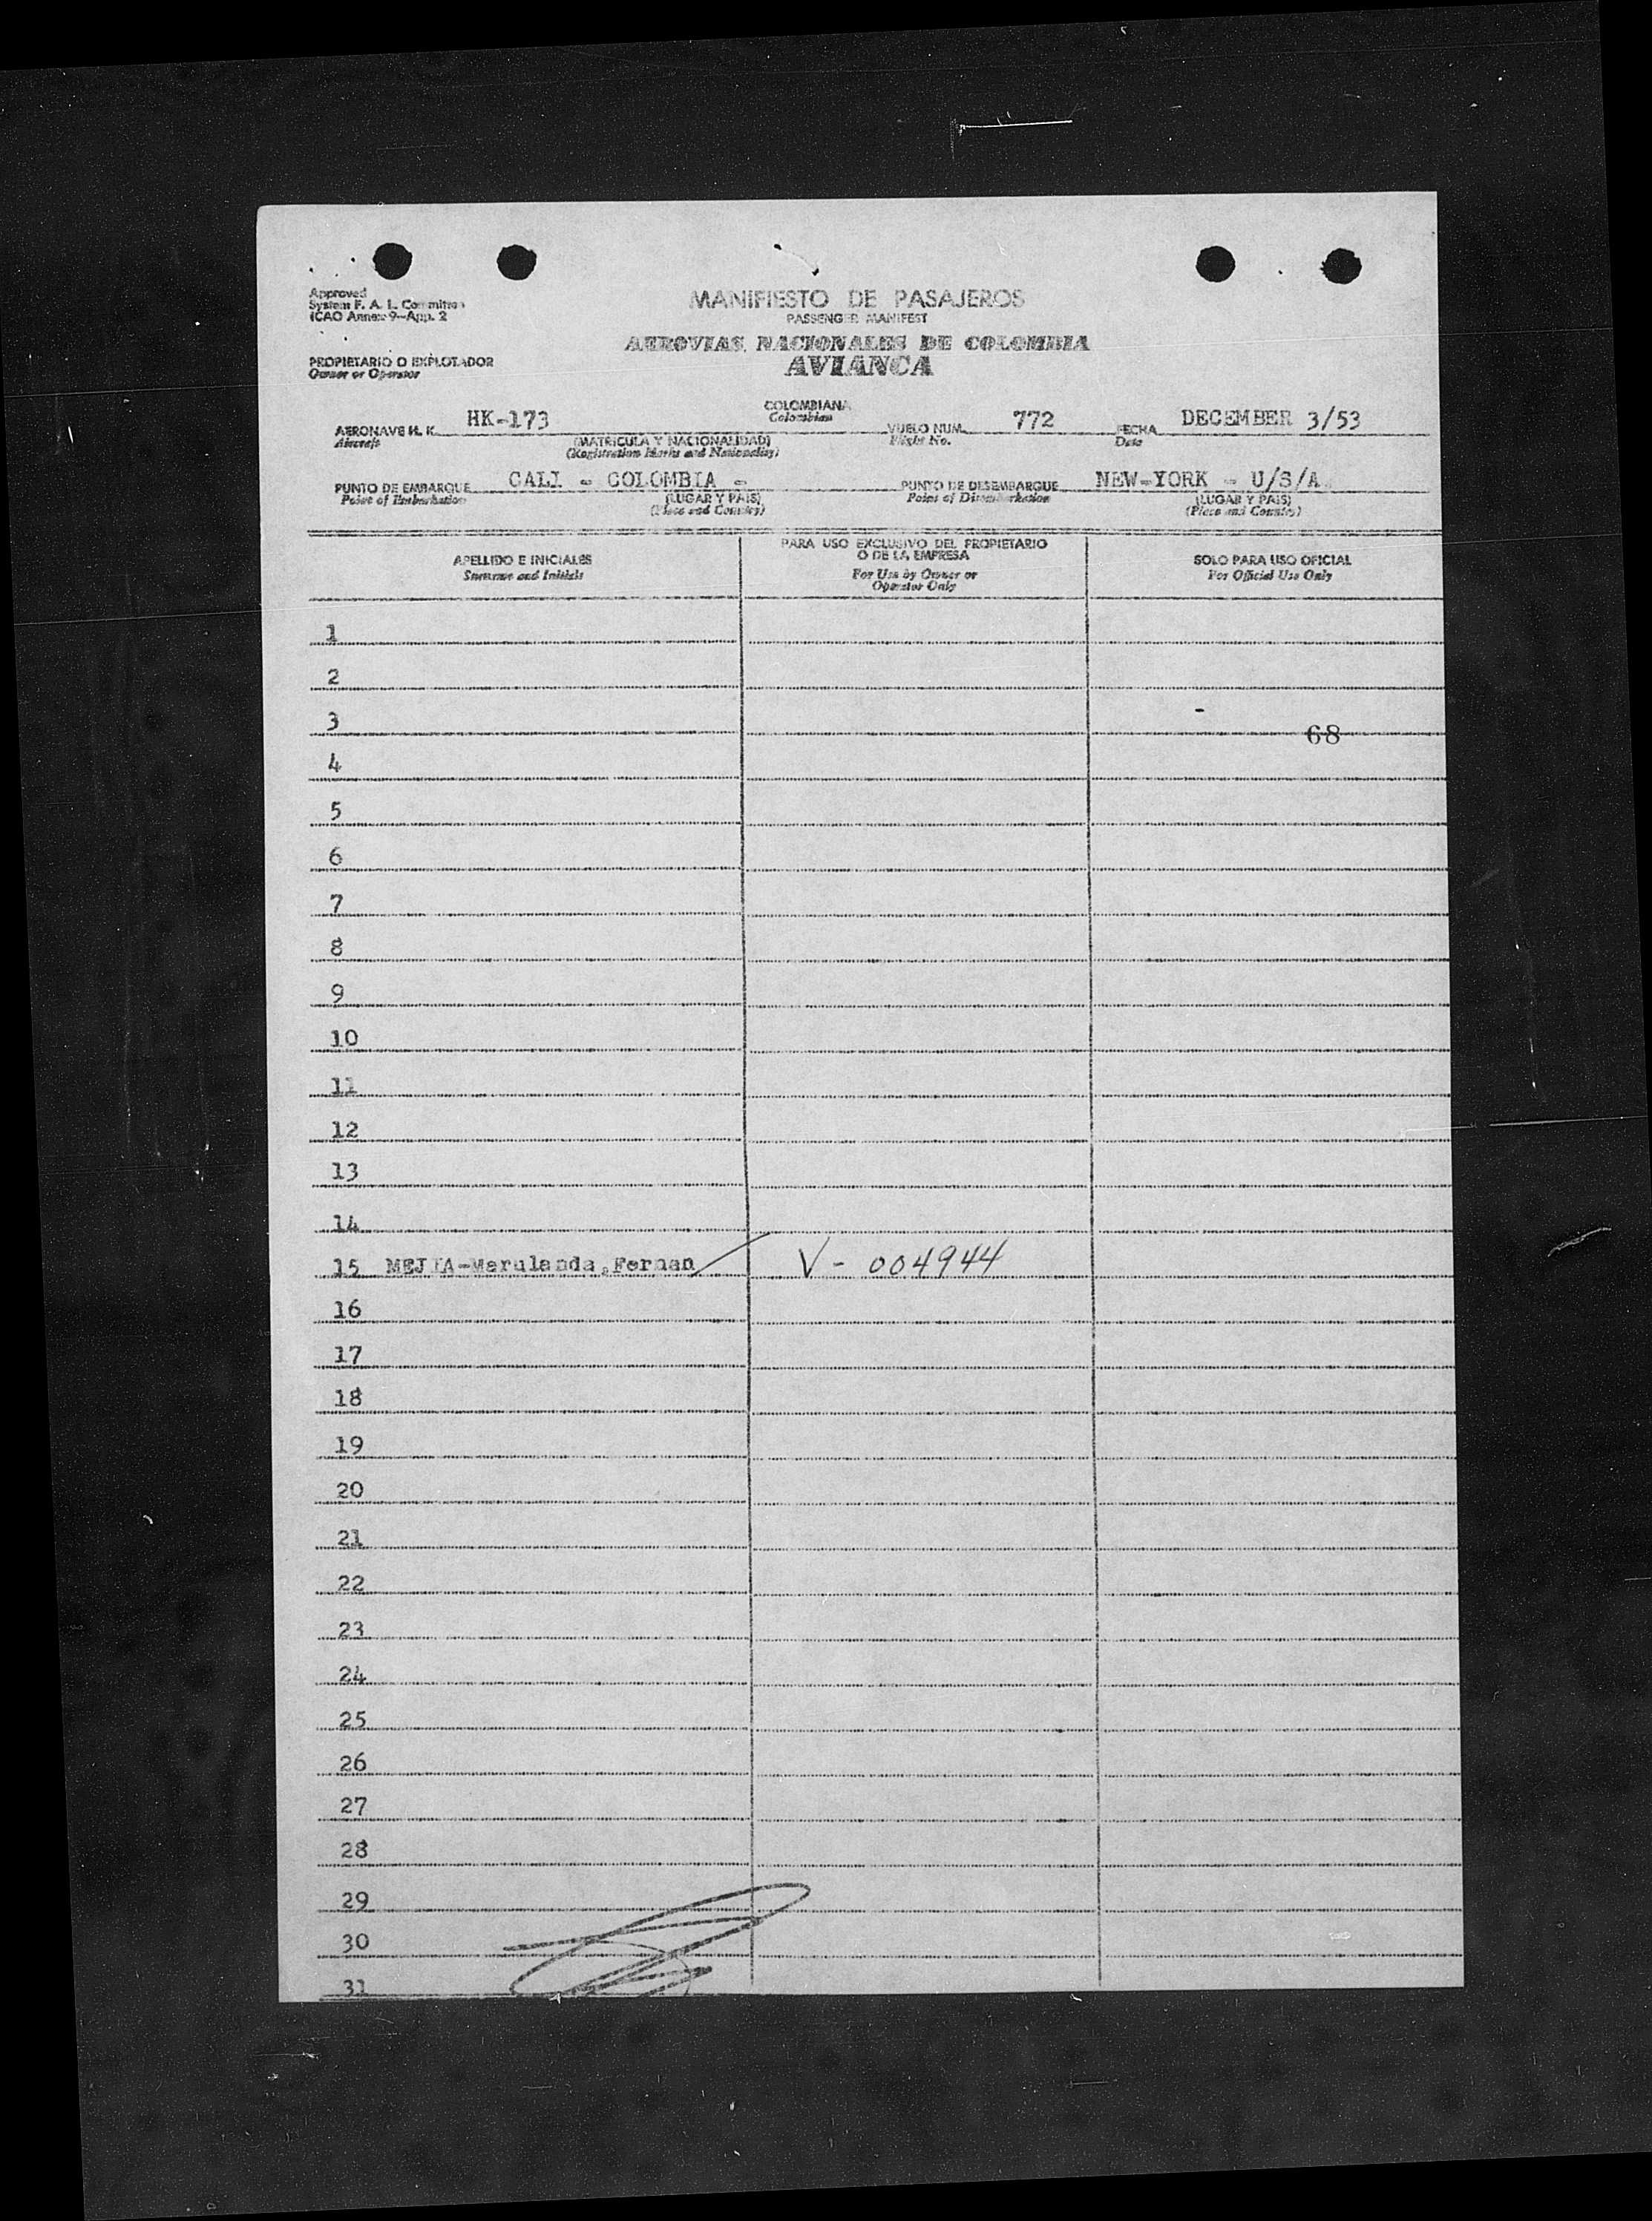 Approved
System F. A. L. Committee
ICAO Annex 9-App. 2
MANIFIESTO DE PASAJEROS
PASSENGER MANIFEST
AEROVIAS NACIONALES DE COLOMBIA
AVIANCA
PROPIETARIO O EXPLOTADOR
Owner or Operator
AERONAVE H. K. HK-173 COLOMBIANA VUELO NUM. 772 FECHA DECEMBER 3/53
Aircraft Colombian Flight No. Date
(MATRICULA Y NACIONALIDAD)
(Registration Marks and Nationality)
PUNTO DE EMBARQUE CALI - COLOMBIA - PUNTO DE DESEMBARQUE NEW-YORK - U/S/A
Point of Embarkation (LUGAR Y PAIS) Point of Disembarkation (LUGAR Y PAIS)
(Place and Country) (Place and Country)
APELLIDO E INICIALES
Surname and Initials
PARA USO EXCLUSIVO DEL PROPIETARIO
O DE LA EMPRESA
For Use by Owner or
Operator Only
SOLO PARA USO OFICIAL
For Official Use Only
1
2
3
68
4
5
6
7
8
9
10
11
12
13
14
15 MEJIA-Marulanda,Fernan V- 004944
16
17
18
19
20
21
22
23
24
25
26
27
28
29
30
31